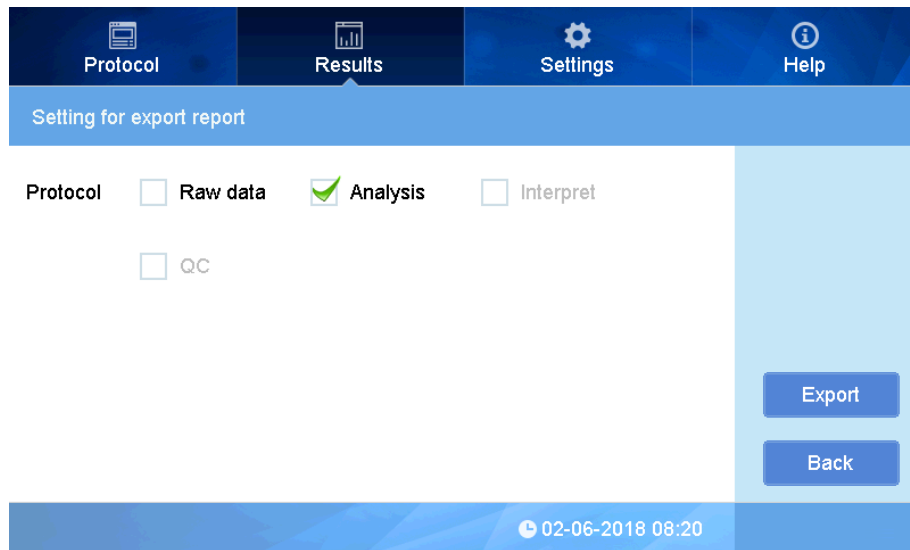 Protocol Results Settings Help
Setting for export report
Protocol Raw data Analysis Interpret
QC
Export
Back
02-06-2018 08:20